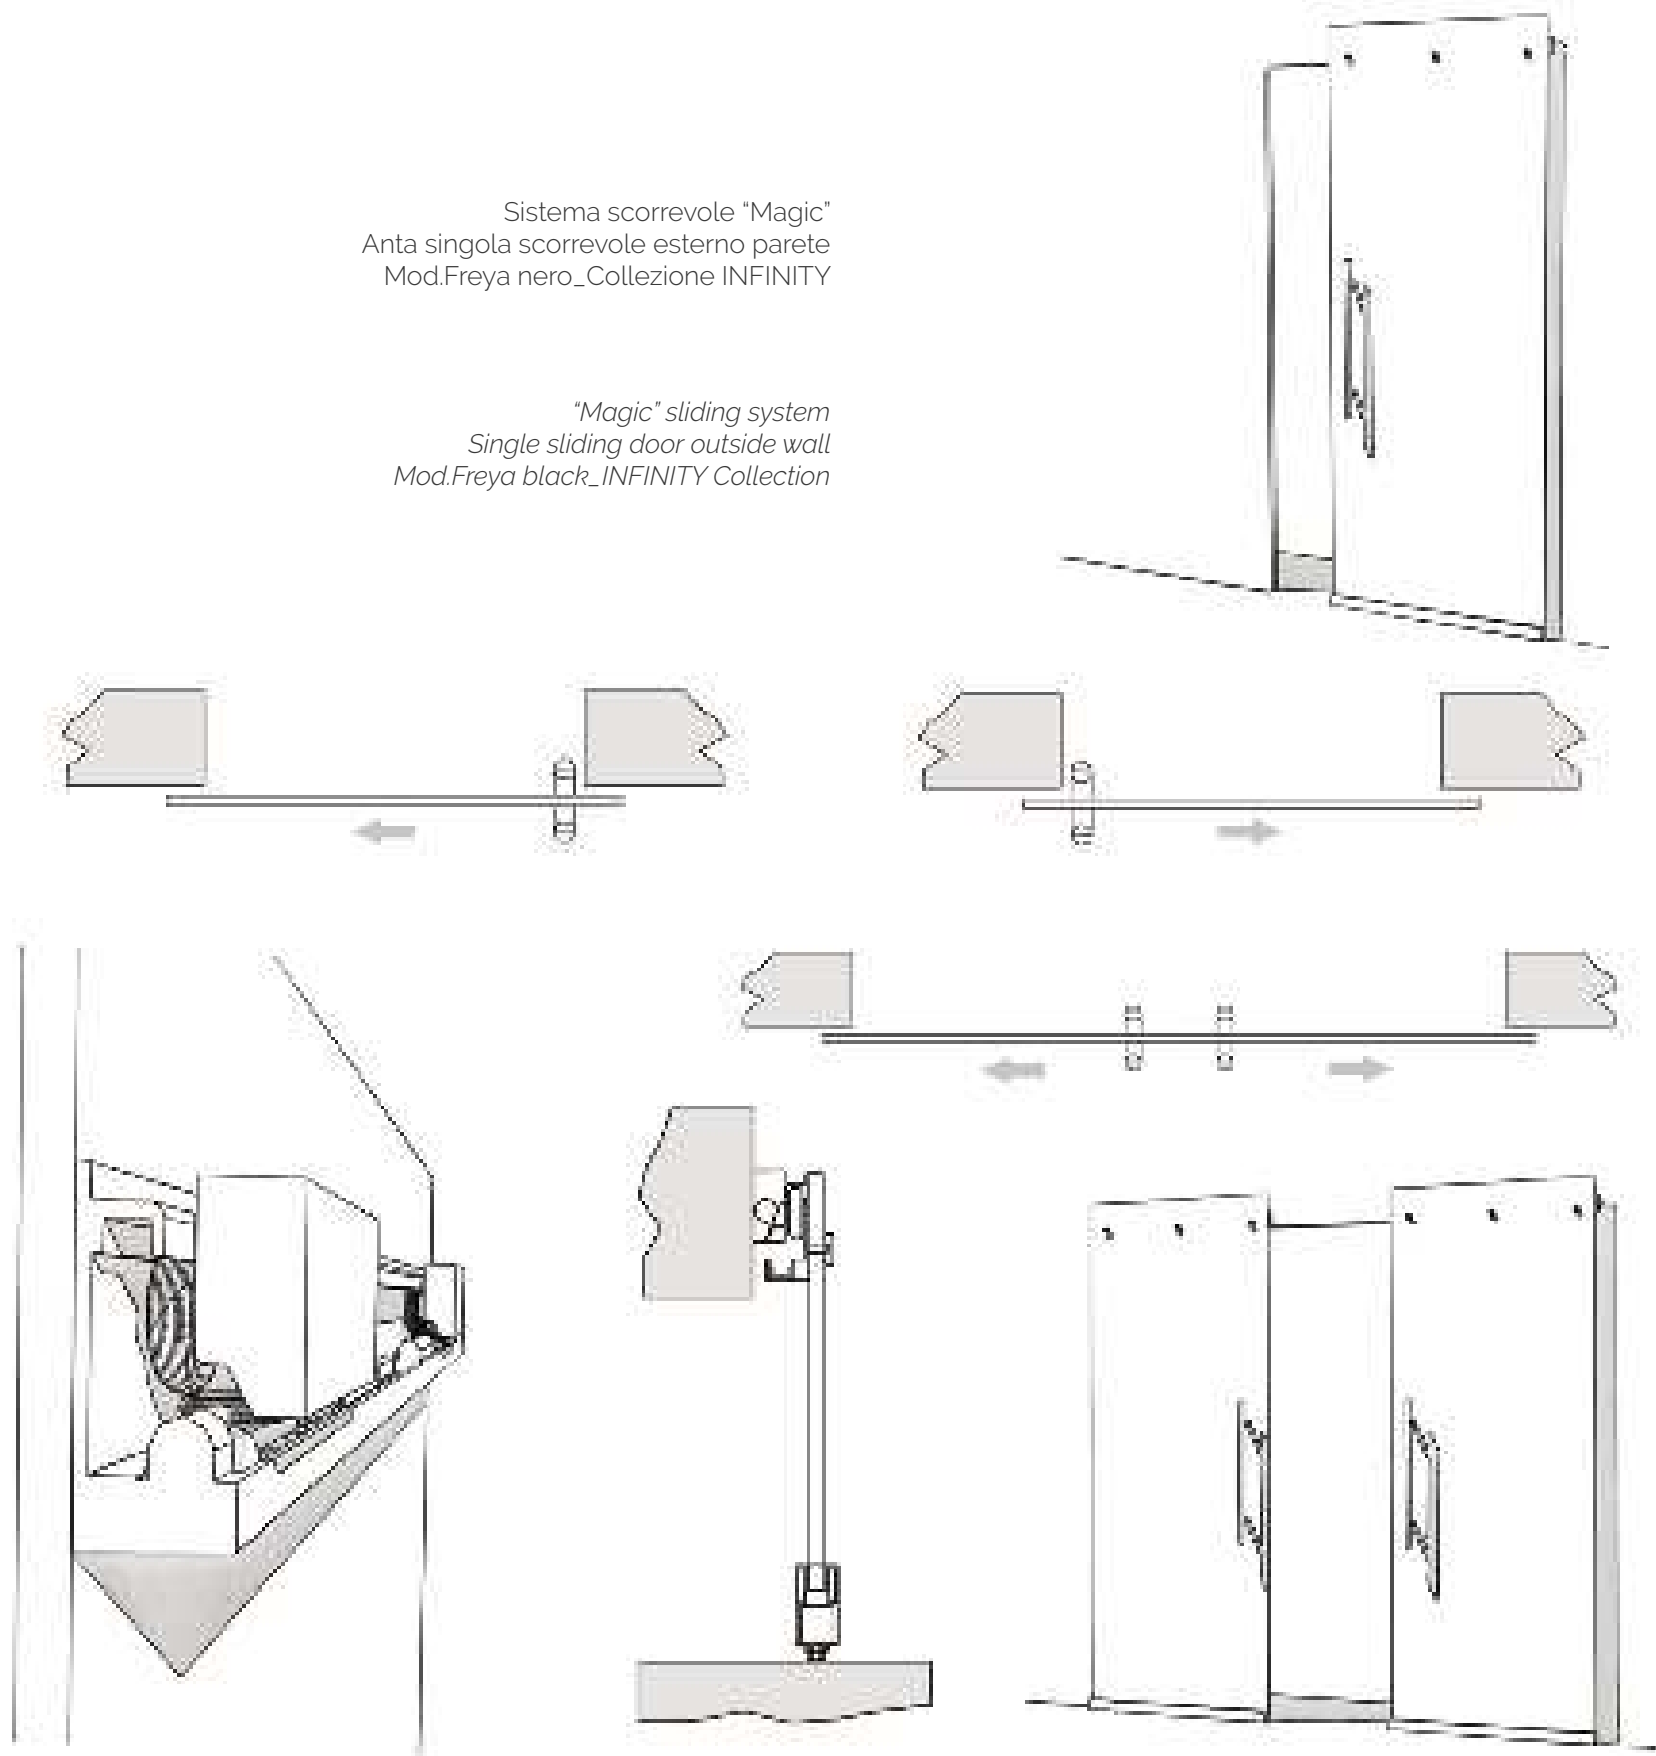 Sistema scorrevole “Magic”
Anta singola scorrevole esterno parete
Mod.Freya nero_Collezione INFINITY
“Magic” sliding system
Single sliding door outside wall
Mod.Freya black_INFINITY Collection